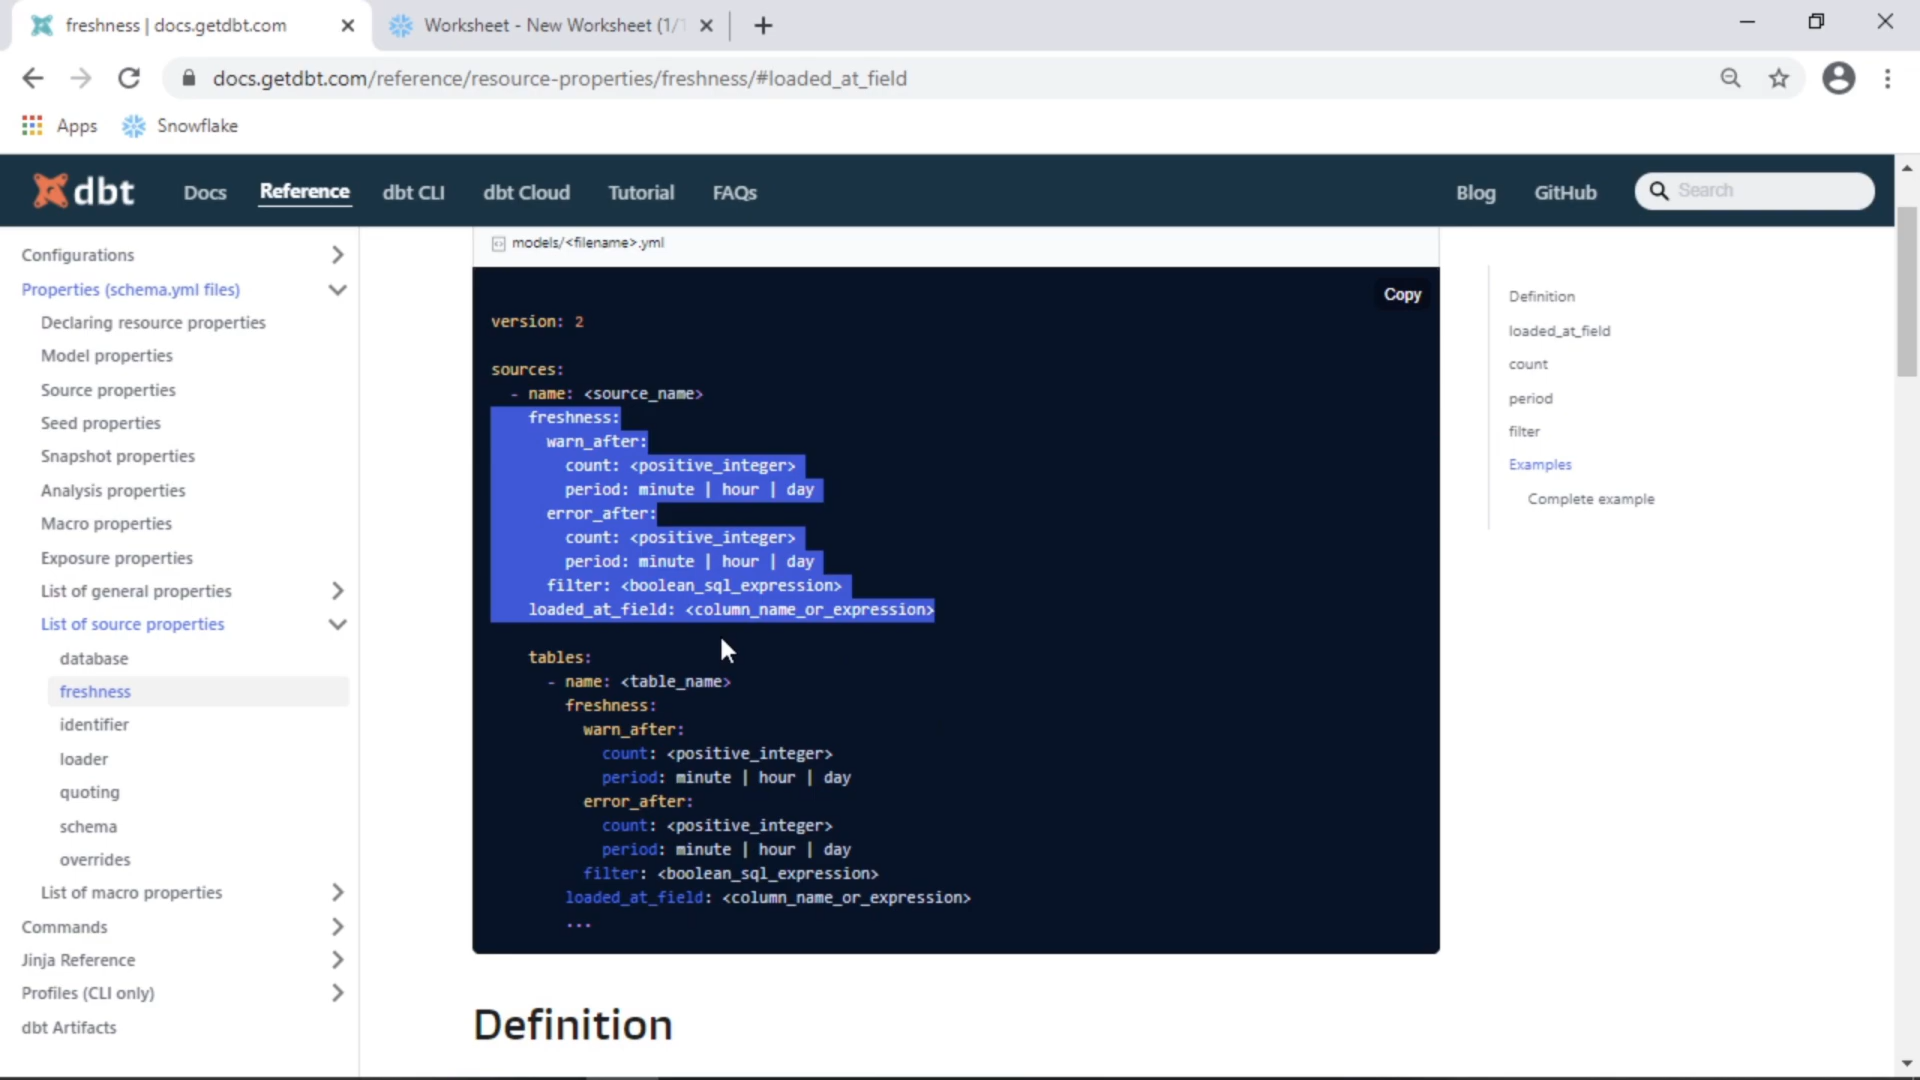 freshness | docs.getdbt.com
Worksheet - New Worksheet (1/1
docs.getdbt.com/reference/resource-properties/freshness/#loaded_at_field
Apps
Snowflake
dbt
Docs
Reference
dbt CLI
dbt Cloud
Tutorial
FAQs
Blog
GitHub
Search
Configurations
Properties (schema.yml files)
Declaring resource properties
Model properties
Source properties
Seed properties
Snapshot properties
Analysis properties
Macro properties
Exposure properties
List of general properties
List of source properties
database
freshness
identifier
loader
quoting
schema
overrides
List of macro properties
Commands
Jinja Reference
Profiles (CLI only)
dbt Artifacts
models/<filename>.yml
Copy
version: 2
sources:
- name: <source_name>
freshness:
warn_after:
count: <positive_integer>
period: minute | hour | day
error_after:
count: <positive_integer>
period: minute | hour | day
filter: <boolean_sql_expression>
loaded_at_field: <column_name_or_expression>
tables:
- name: <table_name>
freshness:
warn_after:
count: <positive_integer>
period: minute | hour | day
error_after:
count: <positive_integer>
period: minute | hour | day
filter: <boolean_sql_expression>
loaded_at_field: <column_name_or_expression>
...
Definition
Definition
loaded_at_field
count
period
filter
Examples
Complete example